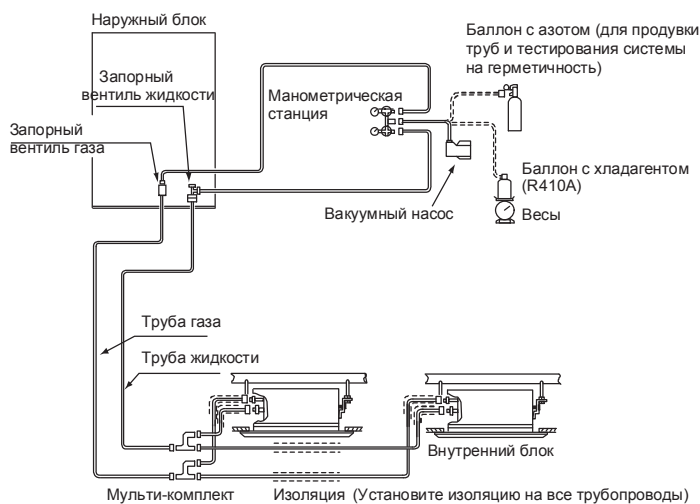 Наружный блок
Запорный
вентиль жидкости
Запорный
вентиль газа
Манометрическая
станция
Баллон с азотом (для продувки
труб и тестирования системы
на герметичность)
Вакуумный насос
Баллон с хладагентом
(R410A)
Весы
Труба газа
Труба жидкости
Внутренний блок
Мульти-комплект
Изоляция (Установите изоляцию на все трубопроводы)